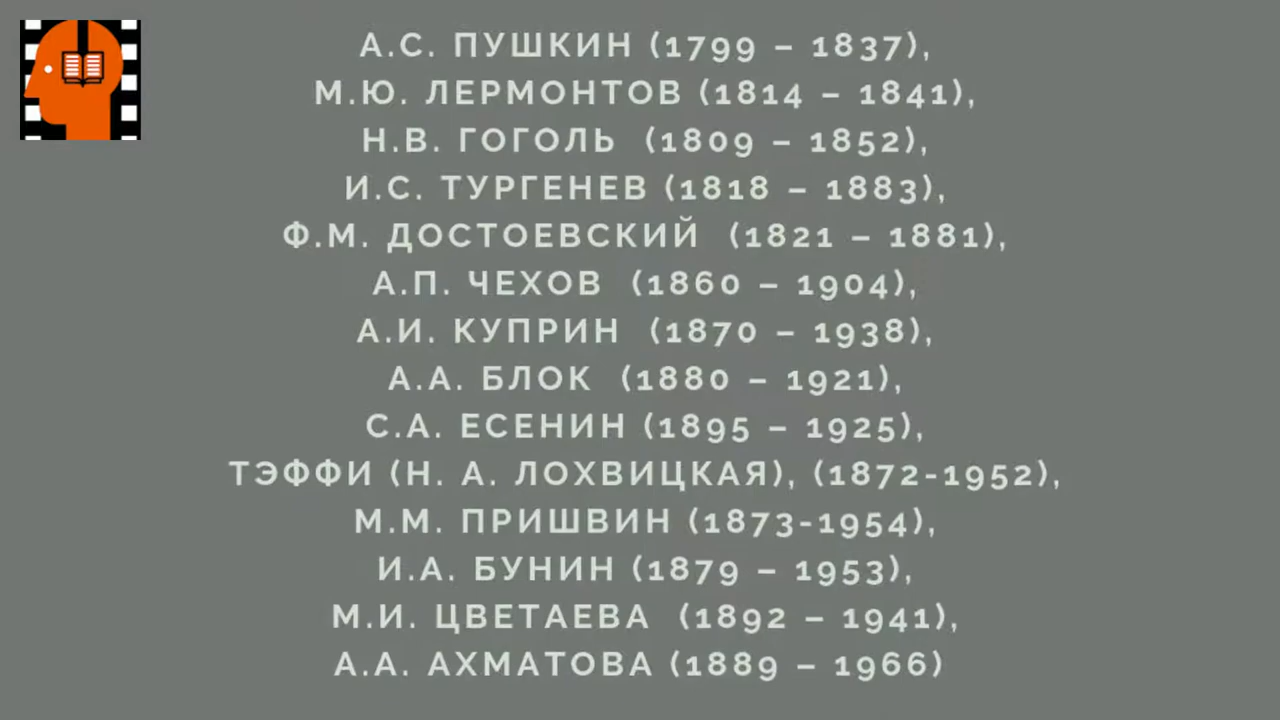 А.С. ПУШКИН (1799 – 1837),
М.Ю. ЛЕРМОНТОВ (1814 – 1841),
Н.В. ГОГОЛЬ (1809 – 1852),
И.С. ТУРГЕНЕВ (1818 – 1883),
Ф.М. ДОСТОЕВСКИЙ (1821 – 1881),
А.П. ЧЕХОВ (1860 – 1904),
А.И. КУПРИН (1870 – 1938),
А.А. БЛОК (1880 – 1921),
С.А. ЕСЕНИН (1895 – 1925),
ТЭФФИ (Н. А. ЛОХВИЦКАЯ), (1872-1952),
М.М. ПРИШВИН (1873-1954),
И.А. БУНИН (1879 – 1953),
М.И. ЦВЕТАЕВА (1892 – 1941),
А.А. АХМАТОВА (1889 – 1966)